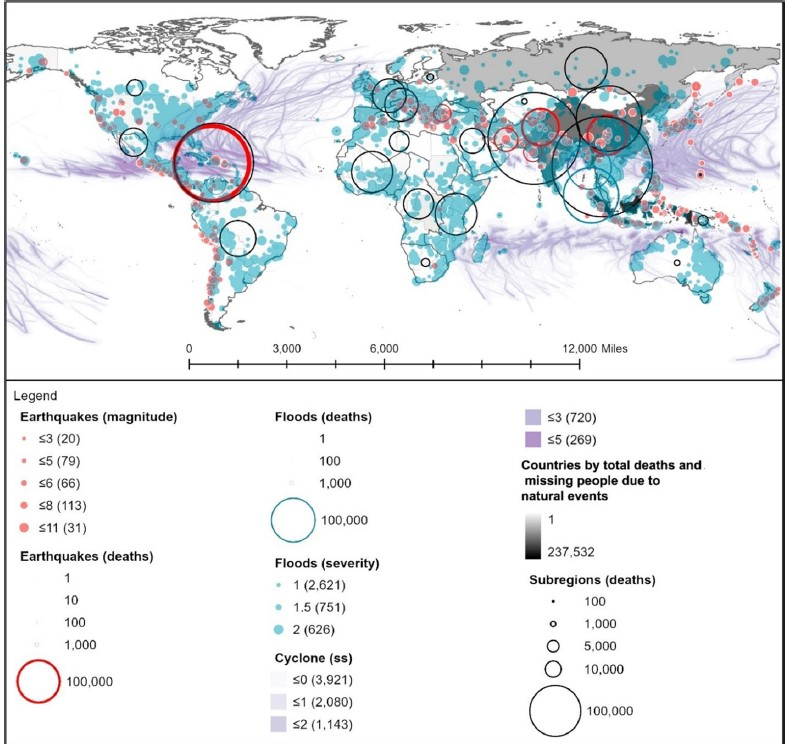 0 3,000 6,000 12,000 Miles
Legend
Earthquakes (magnitude)
≤3 (20)
≤5 (79)
≤6 (66)
≤8 (113)
≤11 (31)
Earthquakes (deaths)
1
10
100
1,000
100,000
Floods (deaths)
1
100
1,000
100,000
Floods (severity)
1 (2,621)
1.5 (751)
2 (626)
Cyclone (ss)
≤0 (3,921)
≤1 (2,080)
≤2 (1,143)
≤3 (720)
≤5 (269)
Countries by total deaths and
missing people due to
natural events
1
237,532
Subregions (deaths)
100
1,000
5,000
10,000
100,000